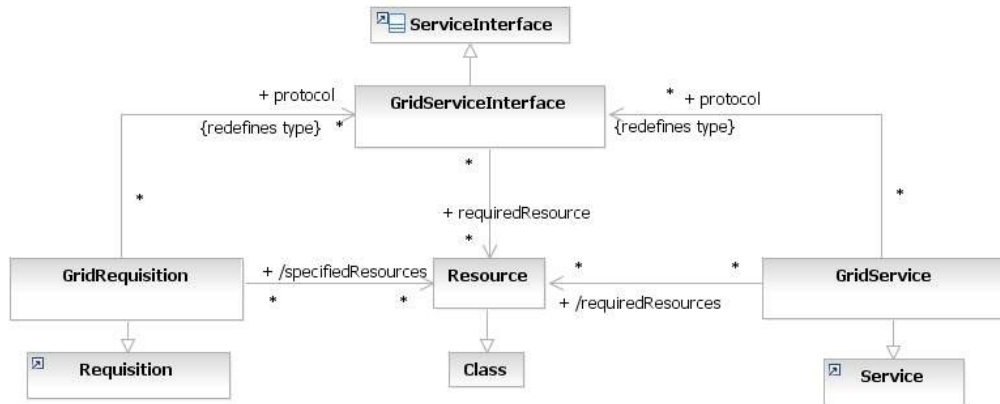 ServiceInterface
+ protocol
GridServiceInterface
* + protocol
{redefines type} *
{redefines type}
*
*
*
+ requiredResource
*
GridRequisition
+ /specifiedResources
Resource
* *
GridService
* *
+ /requiredResources
Requisition
Class
Service